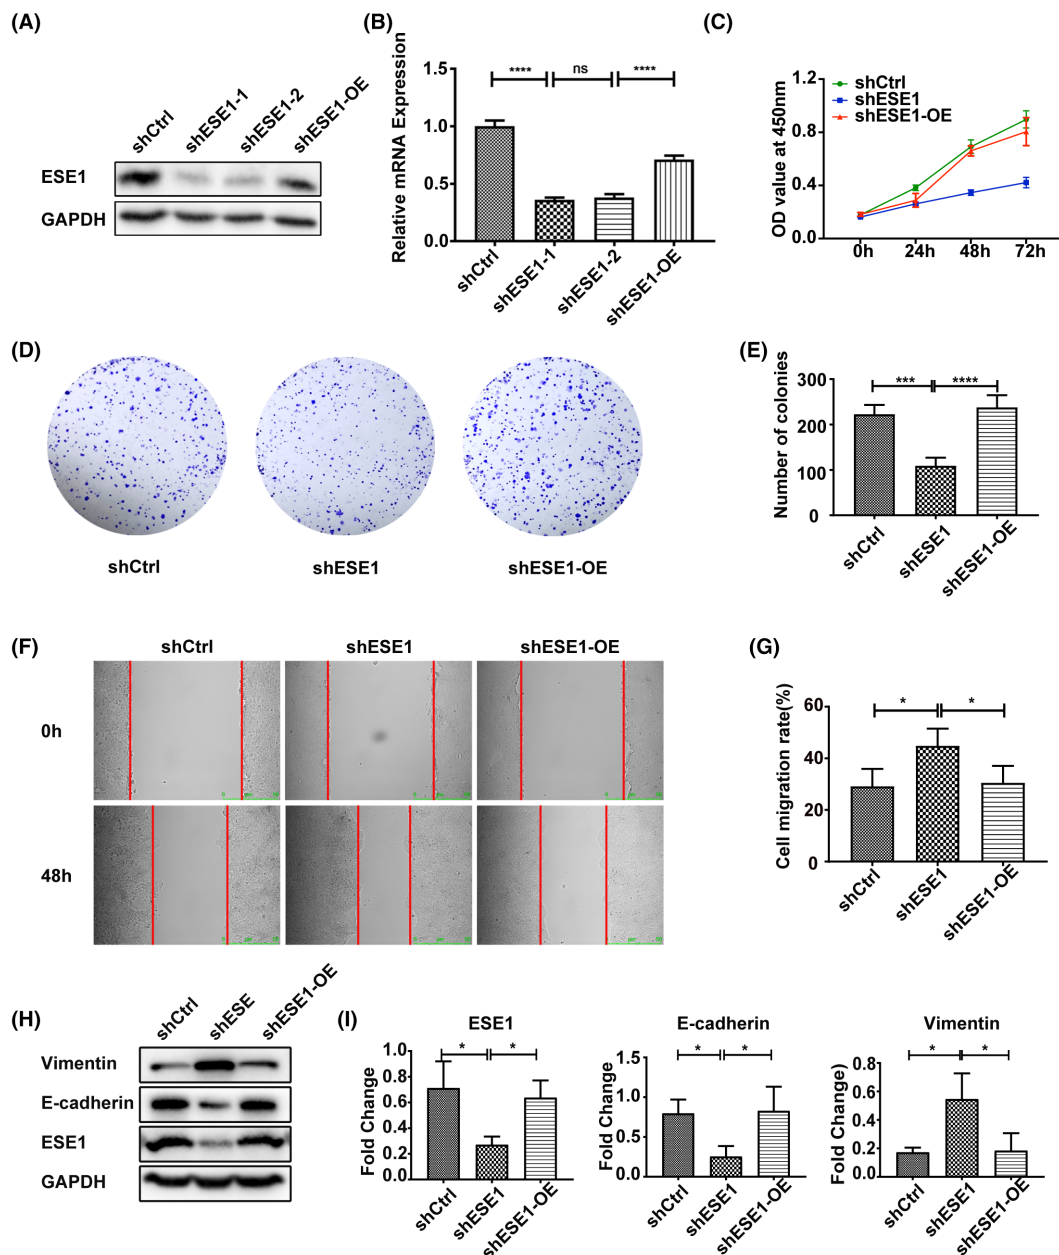 (A)
shCtrl
shESE1-1
shESE1-2
shESE1-OE
ESE1
GAPDH
(B)
Relative mRNA Expression
1.5
1.0
0.5
0.0
****
ns
****
shCtrl
shESE1-1
shESE1-2
shESE1-OE
(C)
OD value at 450nm
1.2
0.8
0.4
0.0
shCtrl
shESE1
shESE1-OE
0h
24h
48h
72h
(D)
shCtrl
shESE1
shESE1-OE
(E)
Number of colonies
300
200
100
0
***
****
shCtrl
shESE1
shESE1-OE
(F)
shCtrl
shESE1
shESE1-OE
0h
48h
(G)
Cell migration rate(%)
60
40
20
0
*
*
shCtrl
shESE1
shESE1-OE
(H)
shCtrl
shESE
shESE1-OE
Vimentin
E-cadherin
ESE1
GAPDH
(I)
ESE1
Fold Change
1.0
0.8
0.6
0.4
0.2
0.0
*
*
shCtrl
shESE1
shESE1-OE
E-cadherin
Fold Change
1.5
1.0
0.5
0.0
*
*
shCtrl
shESE1
shESE1-OE
Vimentin
Fold Change)
0.8
0.6
0.4
0.2
0.0
*
*
shCtrl
shESE1
shESE1-OE